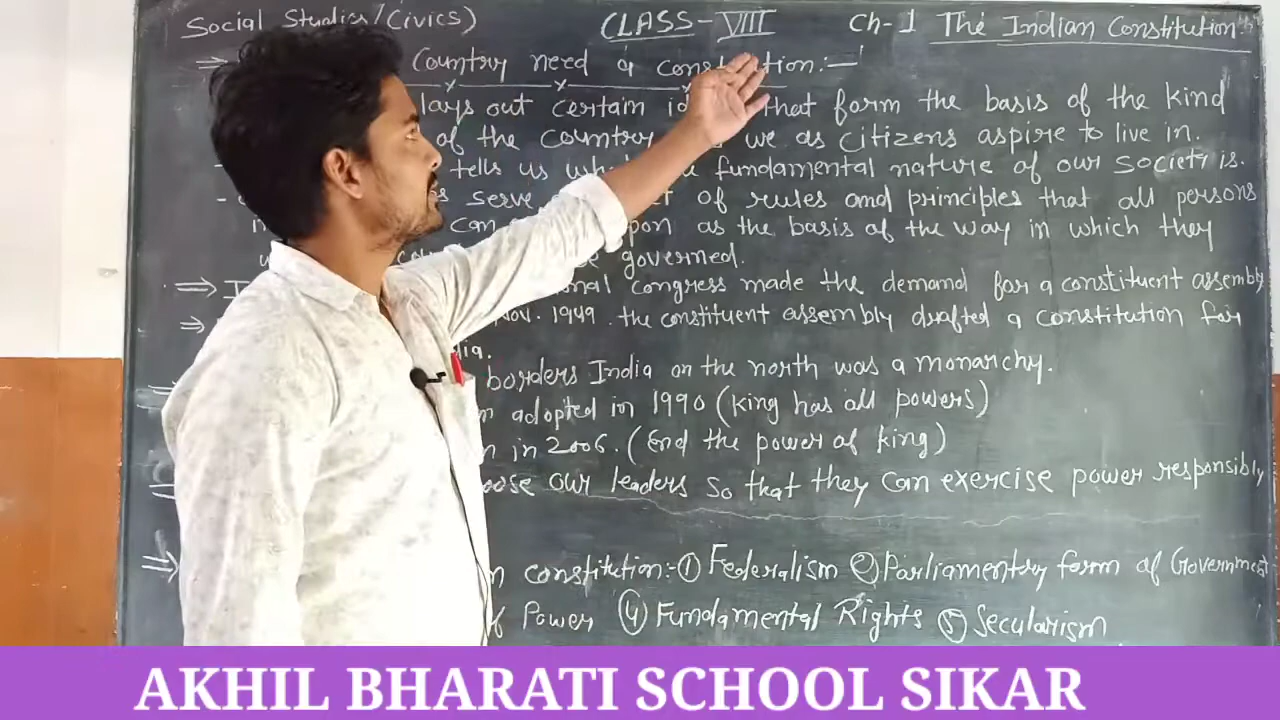 Social Studies/Civics) CLASS-VIII Ch-1 The Indian Constitution
⇒ Country need a constitution:-
lays out certain that form the basis of the kind
of the country we as citizens aspire to live in.
- tells us fundamental nature of our society is.
- serve of rules and principles that all persons
in can upon as the basis of the way in which they
governed.
⇒ congress made the demand for a constituent assembly
⇒ Nov. 1949. the constituent assembly drafted a constitution for
borders India on the north was a monarchy.
adopted in 1990 (king has all powers)
in 2006. (End the power of king)
our leaders so that they can exercise power responsibly
⇒ constitution:- ① Federalism ② Parliamentry form of Government
of Power ④ Fundamental Rights ⑤ Secularism
AKHIL BHARATI SCHOOL SIKAR